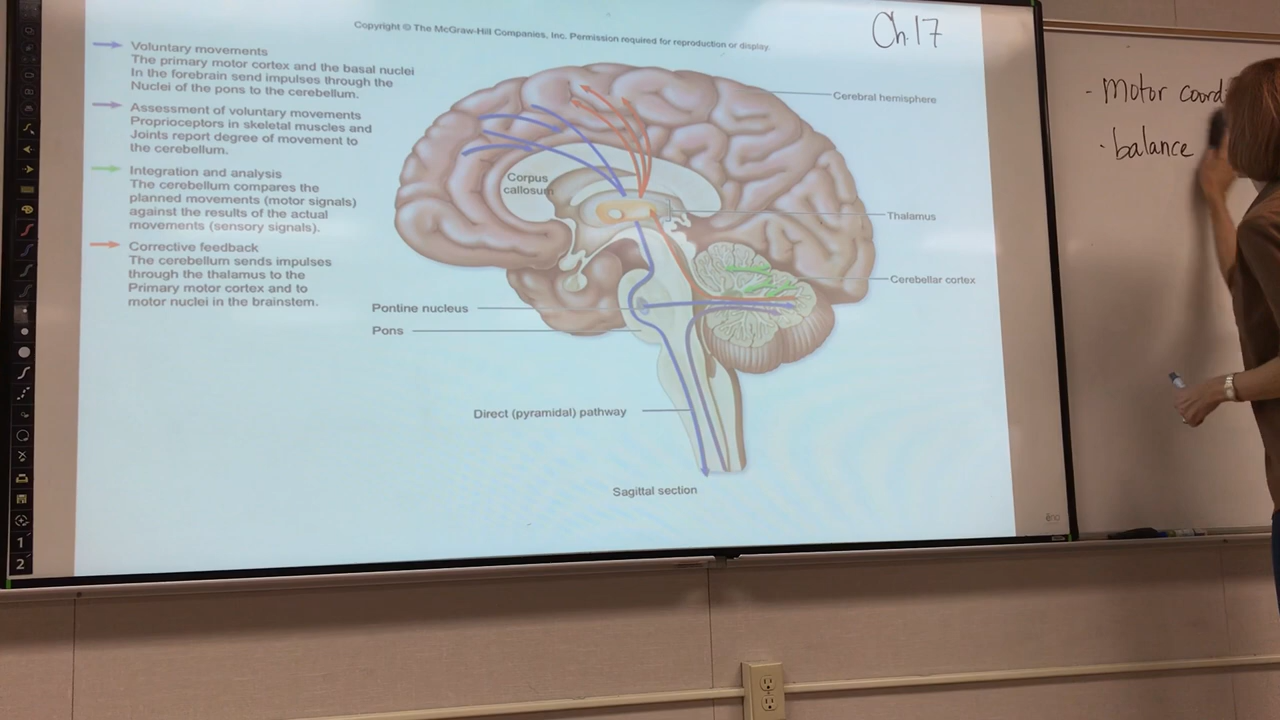 Copyright © The McGraw-Hill Companies, Inc. Permission required for reproduction or display.
Ch. 17
Voluntary movements
The primary motor cortex and the basal nuclei
In the forebrain send impulses through the
Nuclei of the pons to the cerebellum.
Assessment of voluntary movements
Proprioceptors in skeletal muscles and
Joints report degree of movement to
the cerebellum.
Integration and analysis
The cerebellum compares the
planned movements (motor signals)
against the results of the actual
movements (sensory signals).
Corrective feedback
The cerebellum sends impulses
through the thalamus to the
Primary motor cortex and to
motor nuclei in the brainstem.
Cerebral hemisphere
Corpus
callosum
Thalamus
Cerebellar cortex
Pontine nucleus
Pons
Direct (pyramidal) pathway
Sagittal section
- Motor coord
- balance
1
2
eno